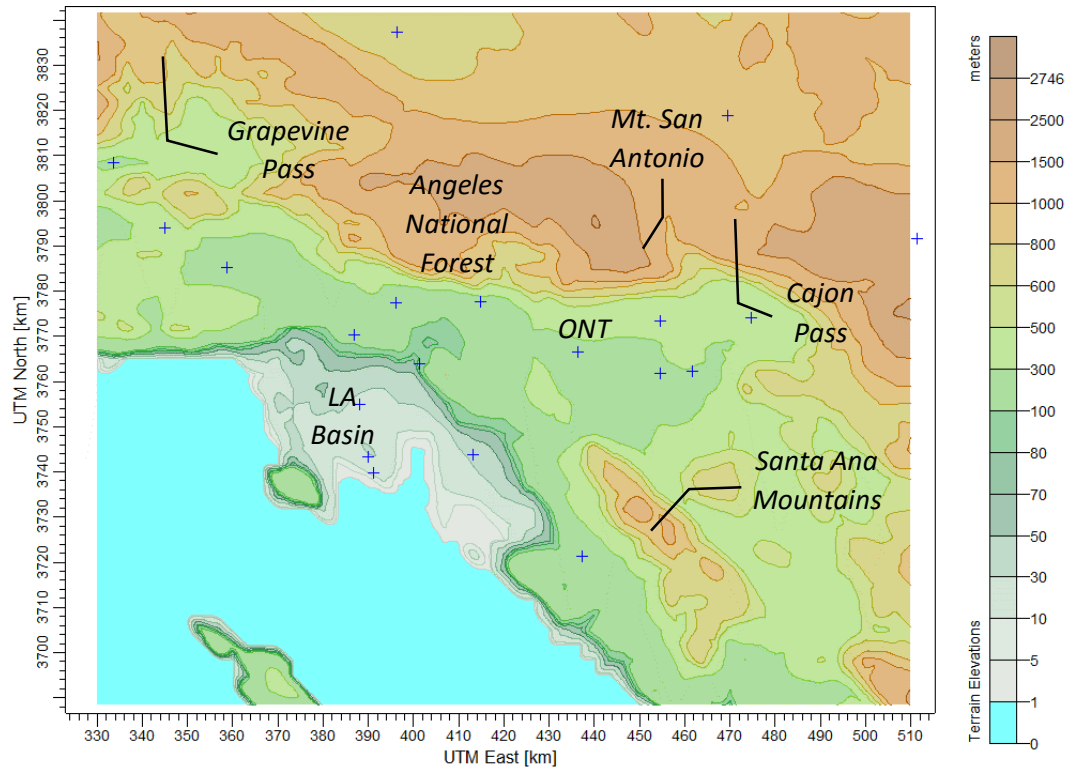 Grapevine
Pass
Mt. San
Antonio
Angeles
National
Forest
Cajon
Pass
ONT
LA
Basin
Santa Ana
Mountains
UTM North [km]
3830
3820
3810
3800
3790
3780
3770
3760
3750
3740
3730
3720
3710
3700
330 340 350 360 370 380 390 400 410 420 430 440 450 460 470 480 490 500 510
UTM East [km]
meters
2746
2500
1500
1000
800
600
500
300
100
80
70
50
30
10
5
1
0
Terrain Elevations